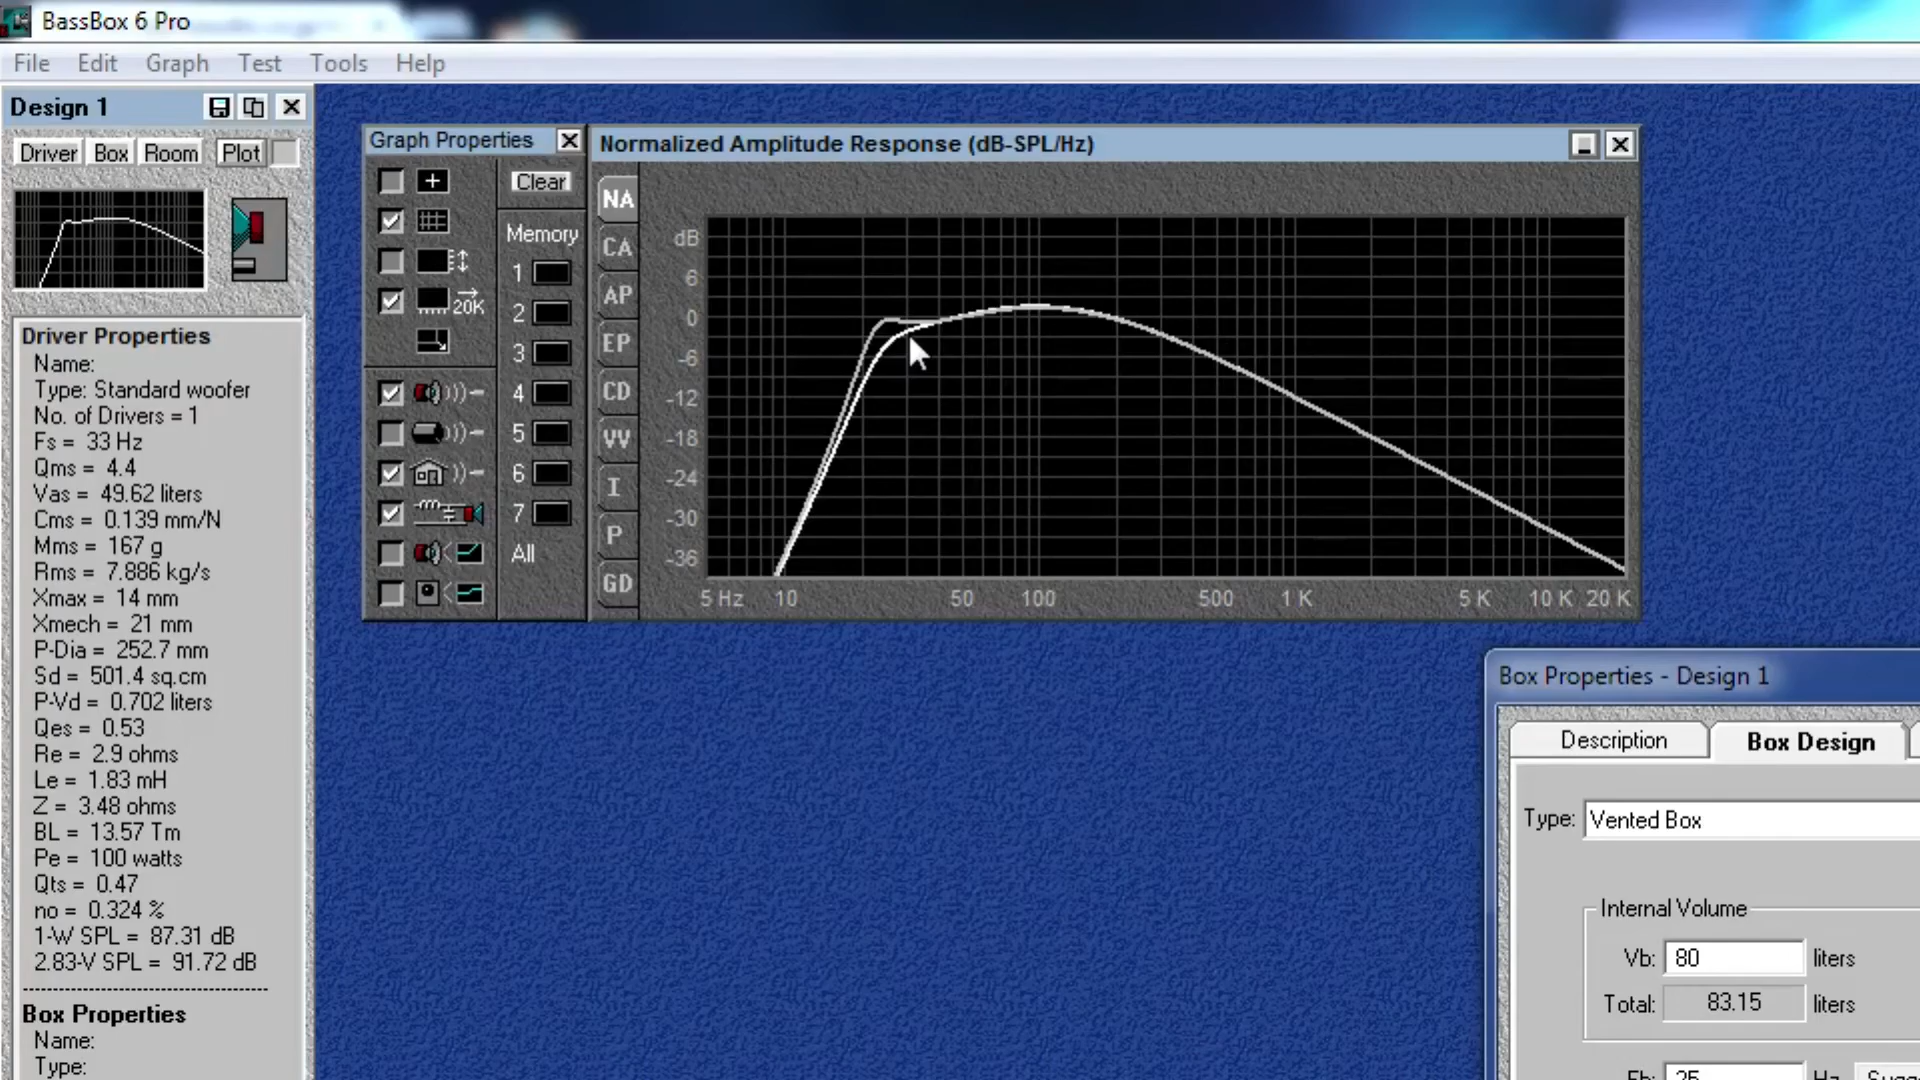 BassBox 6 Pro
File Edit Graph Test Tools Help
Design 1
Driver Box Room Plot
Driver Properties
Name:
Type: Standard woofer
No. of Drivers = 1
Fs = 33 Hz
Qms = 4.4
Vas = 49.62 liters
Cms = 0.139 mm/N
Mms = 167 g
Rms = 7.886 kg/s
Xmax = 14 mm
Xmech = 21 mm
P-Dia = 252.7 mm
Sd = 501.4 sq.cm
P-Vd = 0.702 liters
Qes = 0.53
Re = 2.9 ohms
Le = 1.83 mH
Z = 3.48 ohms
BL = 13.57 Tm
Pe = 100 watts
Qts = 0.47
no = 0.324 %
1-W SPL = 87.31 dB
2.83-V SPL = 91.72 dB
Box Properties
Name:
Type:
Graph Properties
Clear
Memory
1
2
20K
3
4
5
6
7
All
Normalized Amplitude Response (dB-SPL/Hz)
NA
CA
AP
EP
CD
VV
I
P
GD
dB
6
0
-6
-12
-18
-24
-30
-36
5 Hz 10 50 100 500 1 K 5 K 10 K 20 K
Box Properties - Design 1
Description Box Design
Type: Vented Box
Internal Volume
Vb: 80 liters
Total: 83.15 liters
Fb: 25 Hz